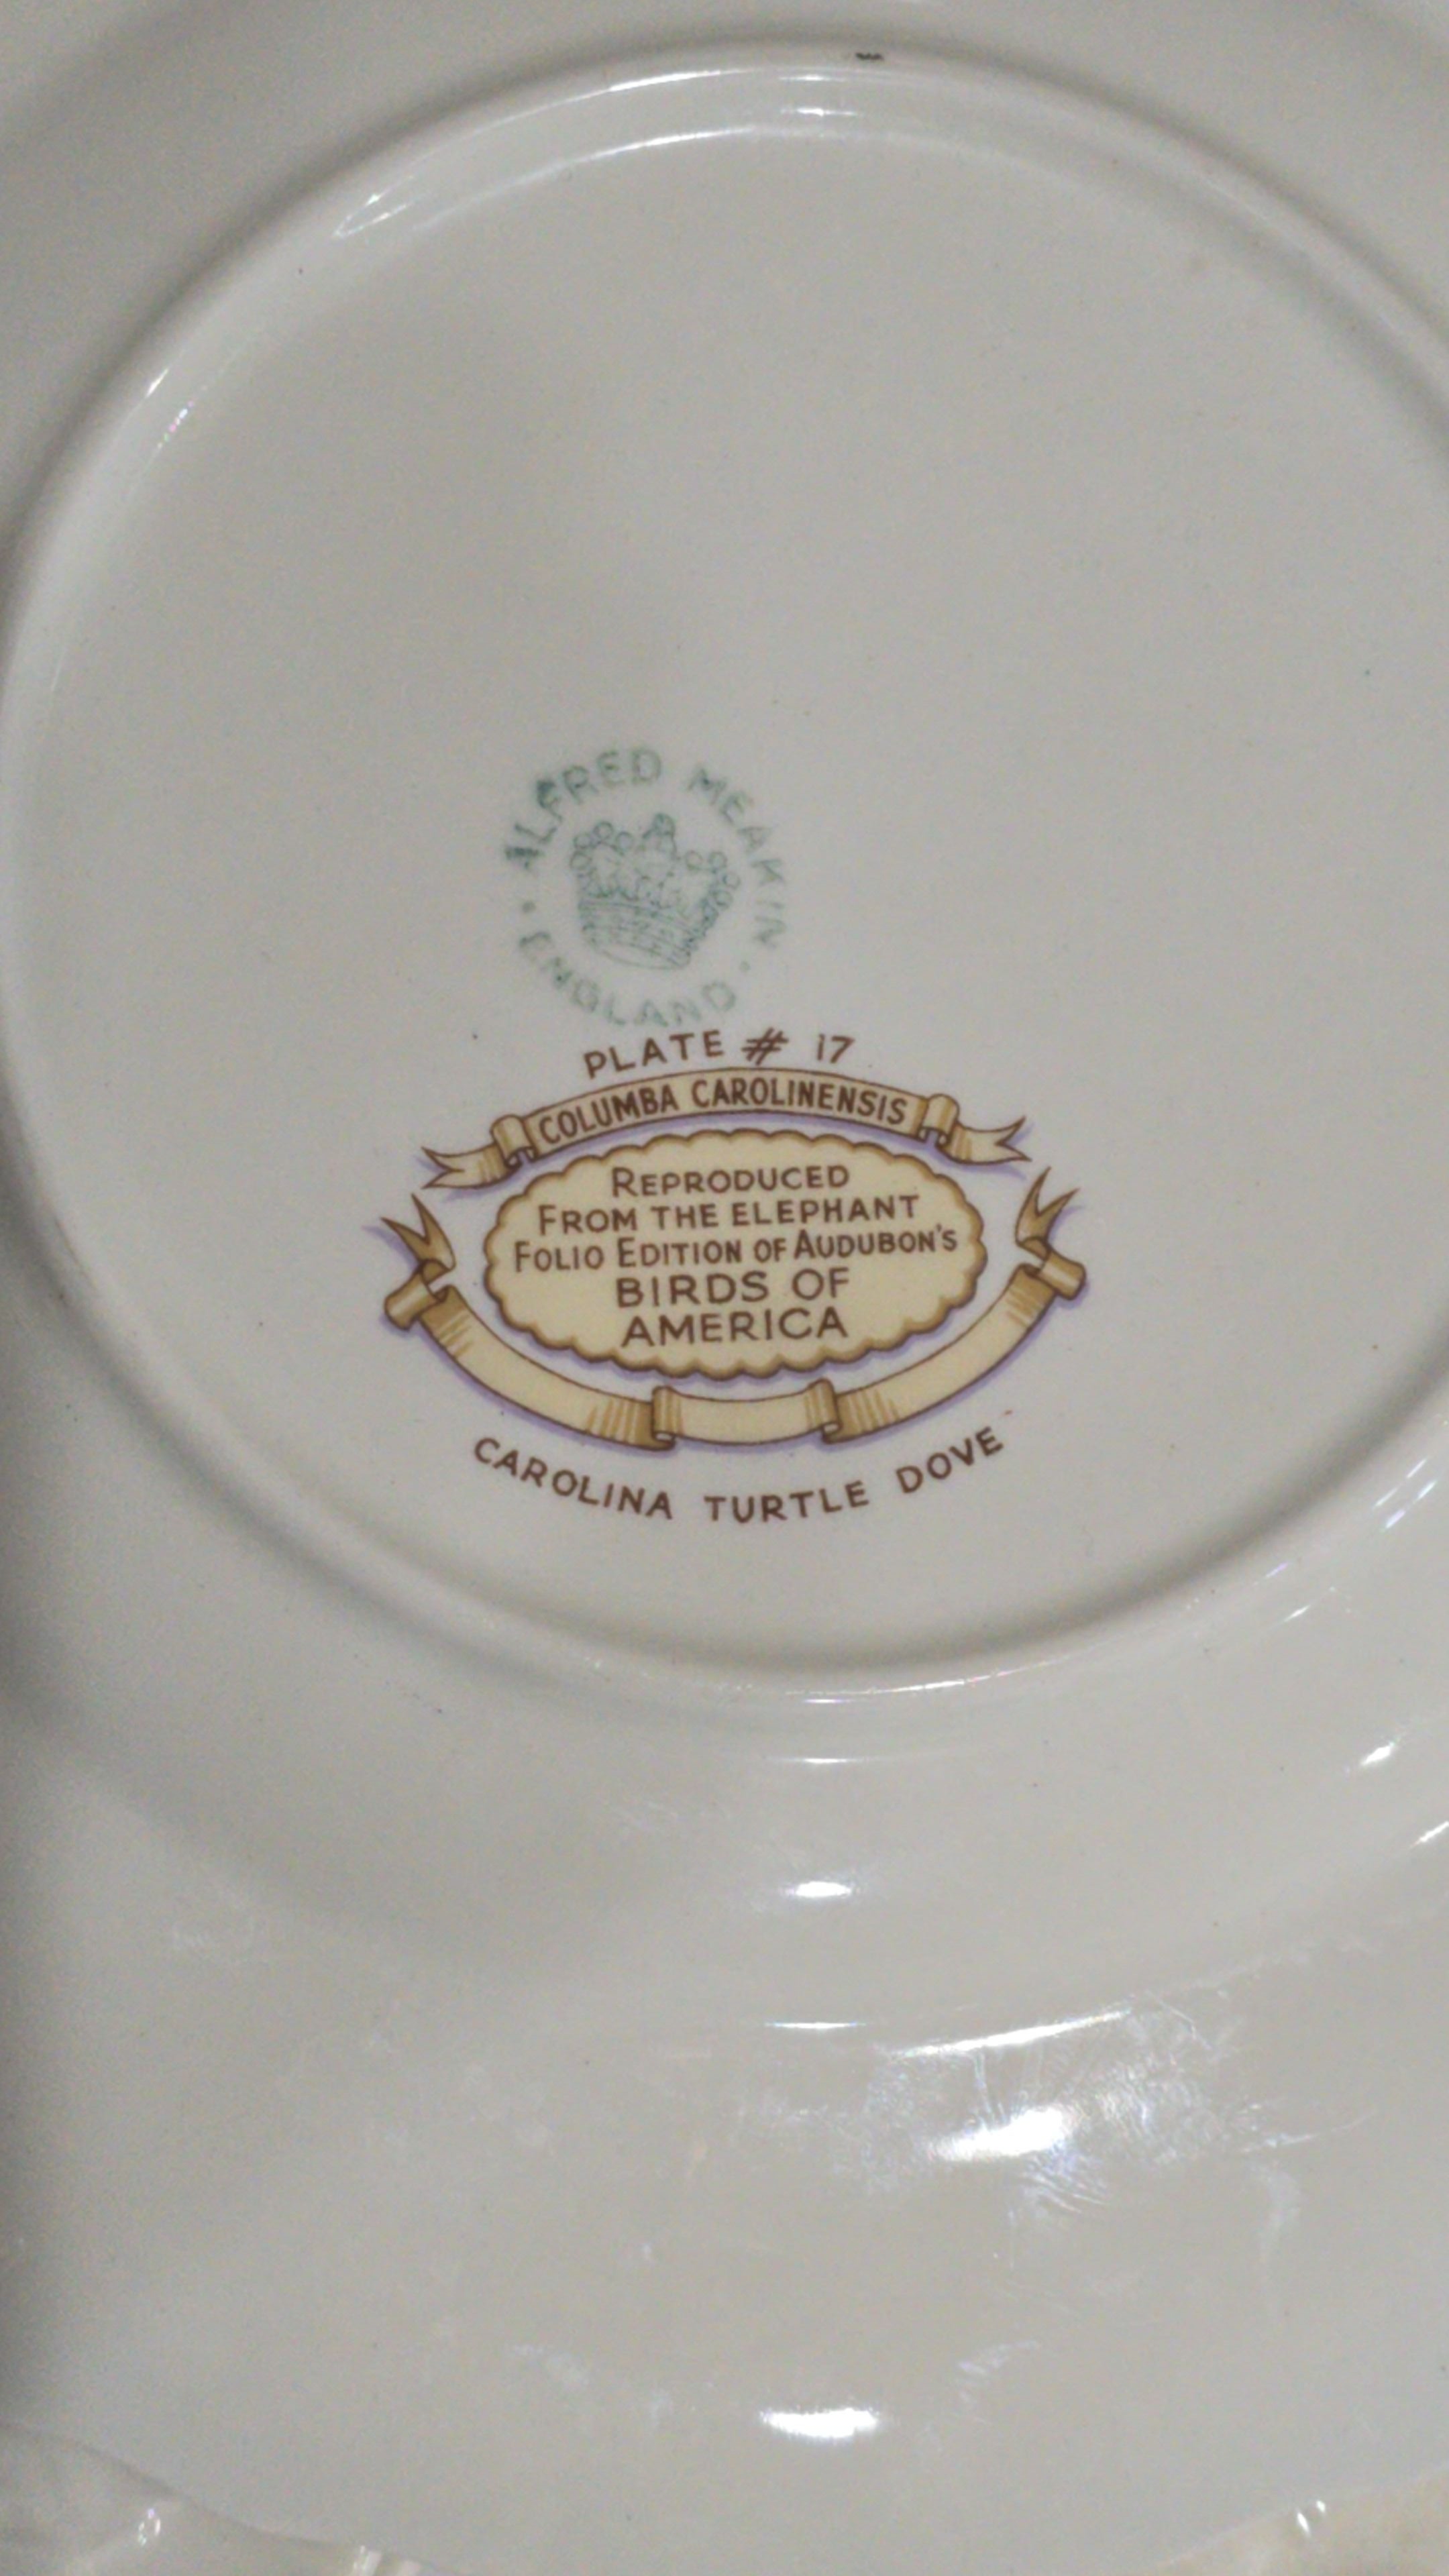 ALFRED MEAKIN
ENGLAND
PLATE # 17
COLUMBA CAROLINENSIS
REPRODUCED
FROM THE ELEPHANT
FOLIO EDITION OF AUDUBON'S
BIRDS OF
AMERICA
CAROLINA TURTLE DOVE